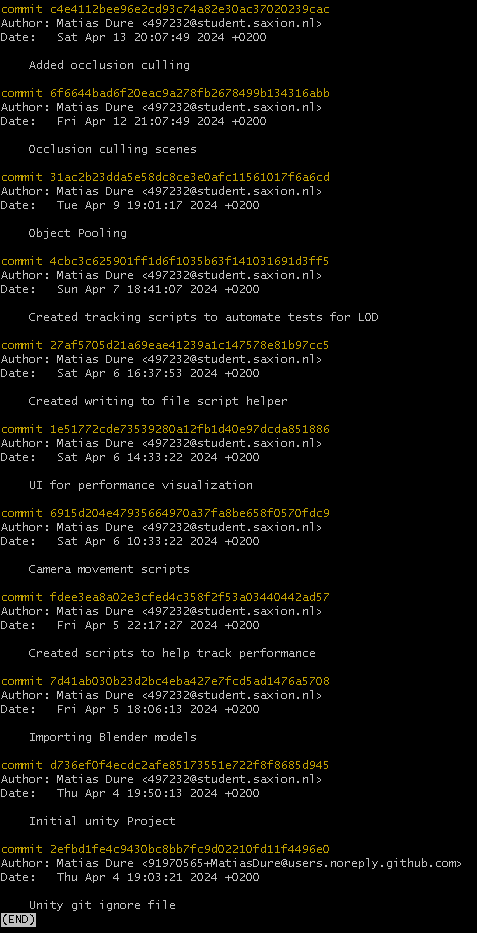 commit c4e4112bee96e2cd93c74a82e30ac37020239cac
Author: Matias Dure <497232@student.saxion.nl>
Date:   Sat Apr 13 20:07:49 2024 +0200
Added occlusion culling
commit 6f6644bad6f20eac9a278fb2678499b134316abb
Author: Matias Dure <497232@student.saxion.nl>
Date:   Fri Apr 12 21:07:49 2024 +0200
Occlusion culling scenes
commit 31ac2b23dda5e58dc8ce3e0afc11561017f6a6cd
Author: Matias Dure <497232@student.saxion.nl>
Date:   Tue Apr 9 19:01:17 2024 +0200
Object Pooling
commit 4cbc3c625901ff1d6f1035b63f141031691d3ff5
Author: Matias Dure <497232@student.saxion.nl>
Date:   Sun Apr 7 18:41:07 2024 +0200
Created tracking scripts to automate tests for LOD
commit 27af5705d21a69eae41239a1c147578e81b97cc5
Author: Matias Dure <497232@student.saxion.nl>
Date:   Sat Apr 6 16:37:53 2024 +0200
Created writing to file script helper
commit 1e51772cde73539280a12fb1d40e97dcda851886
Author: Matias Dure <497232@student.saxion.nl>
Date:   Sat Apr 6 14:33:22 2024 +0200
UI for performance visualization
commit 6915d204e47935664970a37fa8be658f0570fdc9
Author: Matias Dure <497232@student.saxion.nl>
Date:   Sat Apr 6 10:33:22 2024 +0200
Camera movement scripts
commit fdee3ea8a02e3cfed4c358f2f53a03440442ad57
Author: Matias Dure <497232@student.saxion.nl>
Date:   Fri Apr 5 22:17:27 2024 +0200
Created scripts to help track performance
commit 7d41ab030b23d2bc4eba427e7fcd5ad1476a5708
Author: Matias Dure <497232@student.saxion.nl>
Date:   Fri Apr 5 18:06:13 2024 +0200
Importing Blender models
commit d736ef0f4ecdc2afe85173551e722f8f8685d945
Author: Matias Dure <497232@student.saxion.nl>
Date:   Thu Apr 4 19:50:13 2024 +0200
Initial unity Project
commit 2efbd1fe4c9430bc8bb7fc9d02210fd11f4496e0
Author: Matias Dure <91970565+MatiasDure@users.noreply.github.com>
Date:   Thu Apr 4 19:03:21 2024 +0200
Unity git ignore file
(END)